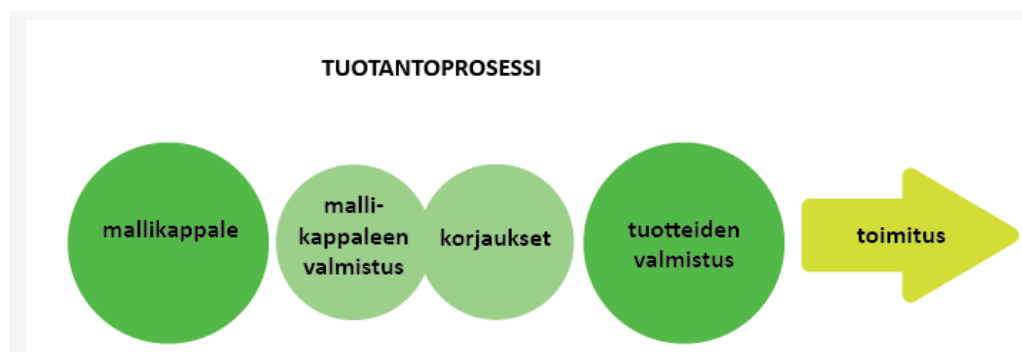 TUOTANTOPROSESSI
mallikappale
malli-
kappaleen
valmistus
korjaukset
tuotteiden
valmistus
toimitus